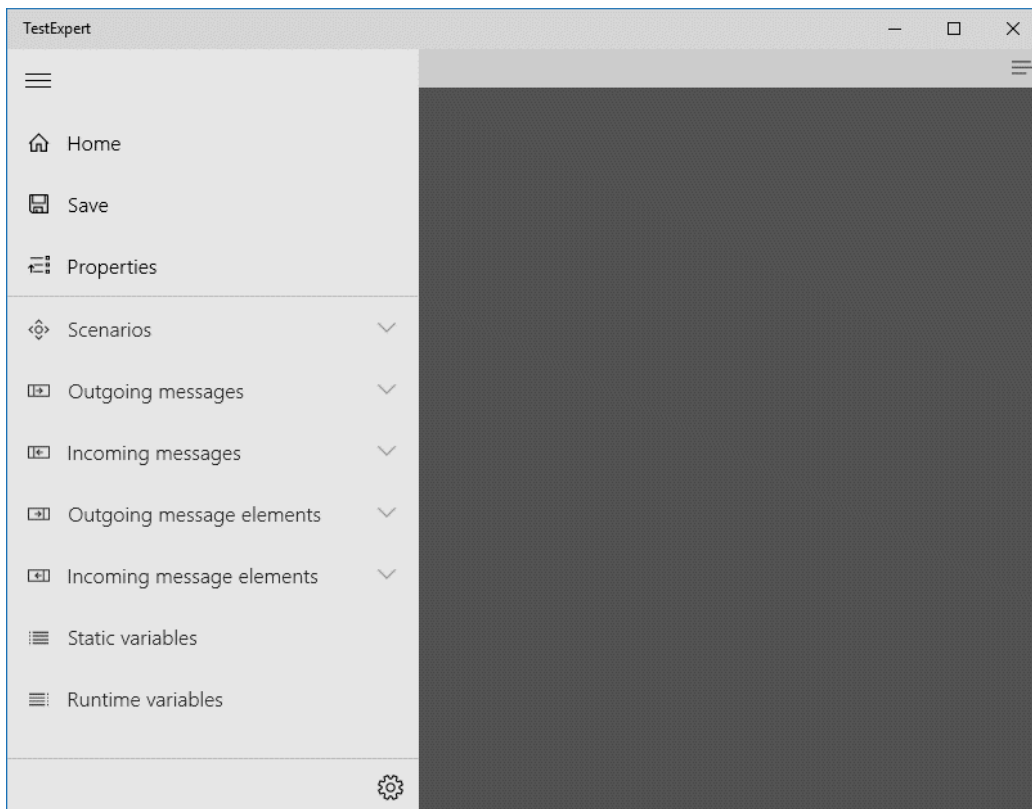 TestExpert
Home
Save
Properties
Scenarios
Outgoing messages
Incoming messages
Outgoing message elements
Incoming message elements
Static variables
Runtime variables